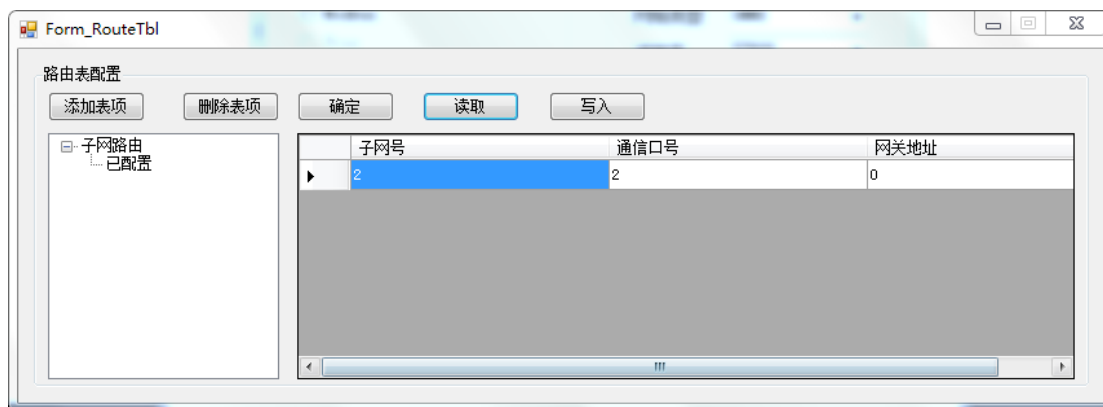 Form_RouteTbl
路由表配置
添加表项 删除表项 确定 读取 写入
子网路由
已配置
子网号 通信口号 网关地址
2 2 0